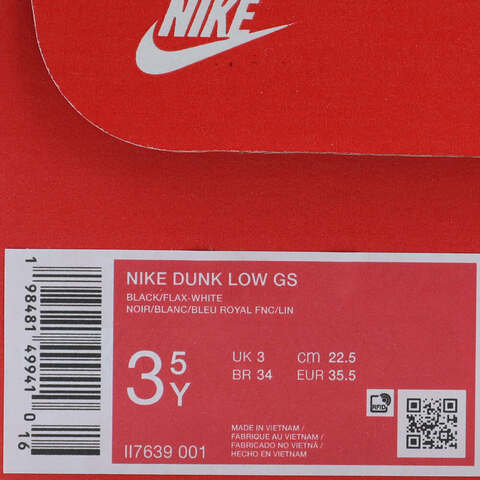 NIKE
NIKE DUNK LOW GS
BLACK/FLAX-WHITE
NOIR/BLANC/BLEU ROYAL FNC/LIN
3 5 Y
UK 3 cm 22.5
BR 34 EUR 35.5
RFID
MADE IN VIETNAM /
FABRIQUE AU VIETNAM /
FABRICADO NO VIETNÃ /
HECHO EN VIETNAM
II7639 001
1 98481 49941 0 16